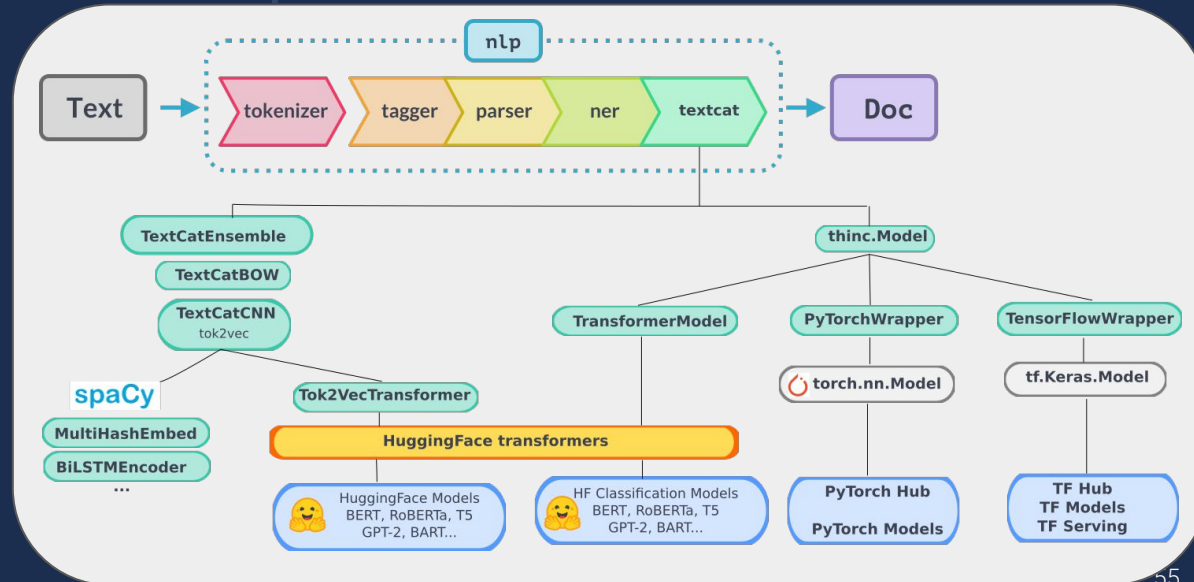 nlp
Text
tokenizer
tagger
parser
ner
textcat
Doc
TextCatEnsemble
thinc.Model
TextCatBOW
TextCatCNN
tok2vec
TransformerModel
PyTorchWrapper
TensorFlowWrapper
spaCy
Tok2VecTransformer
torch.nn.Model
tf.Keras.Model
MultiHashEmbed
HuggingFace transformers
BiLSTMEncoder
...
HuggingFace Models
BERT, RoBERTa, T5
GPT-2, BART...
HF Classification Models
BERT, RoBERTa, T5
GPT-2, BART...
PyTorch Hub
PyTorch Models
TF Hub
TF Models
TF Serving
55